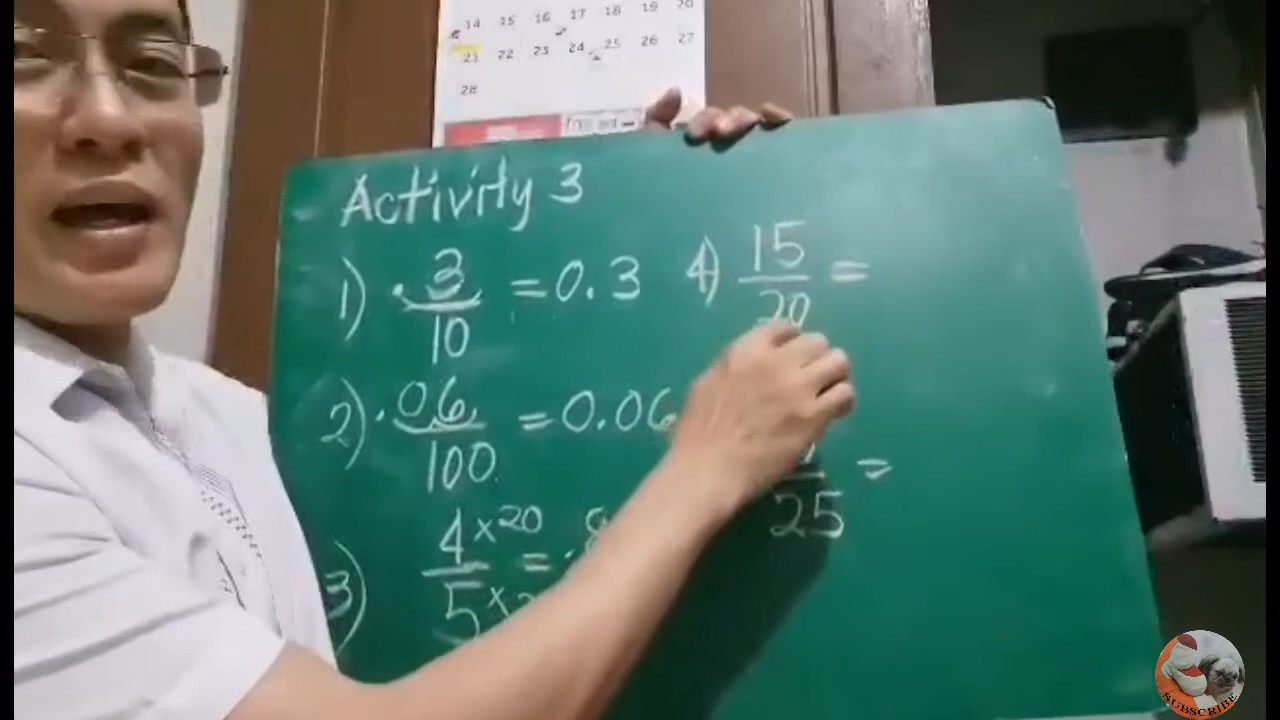 14 15 16 17 18 19 20
21 22 23 24 25 26 27
28
Activity 3
1) .3/10 = 0.3
2) .06/100 = 0.06
3) 4 x 20 / 5 x = .8
4) 15/20 =
/25 =
SUBSCRIBE